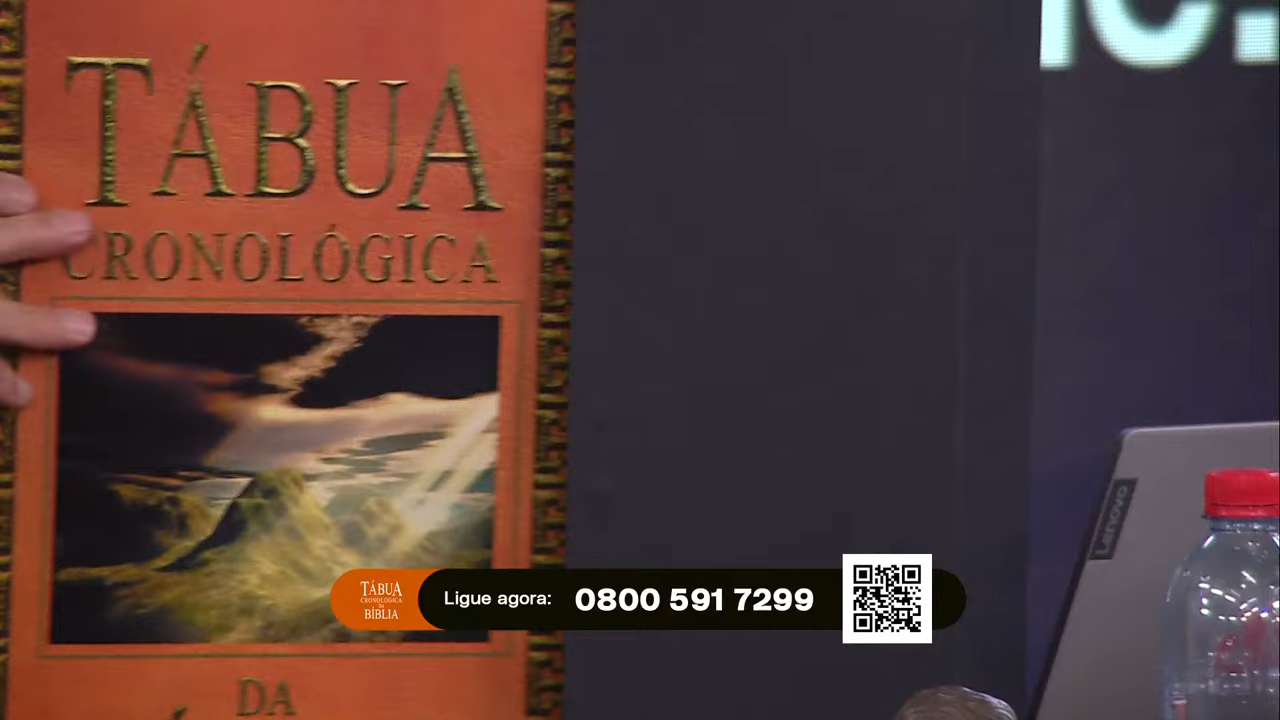 TÁBUA
CRONOLÓGICA
DA
TÁBUA
CRONOLÓGICA
DA
BÍBLIA
Ligue agora:
0800 591 7299
Lenovo